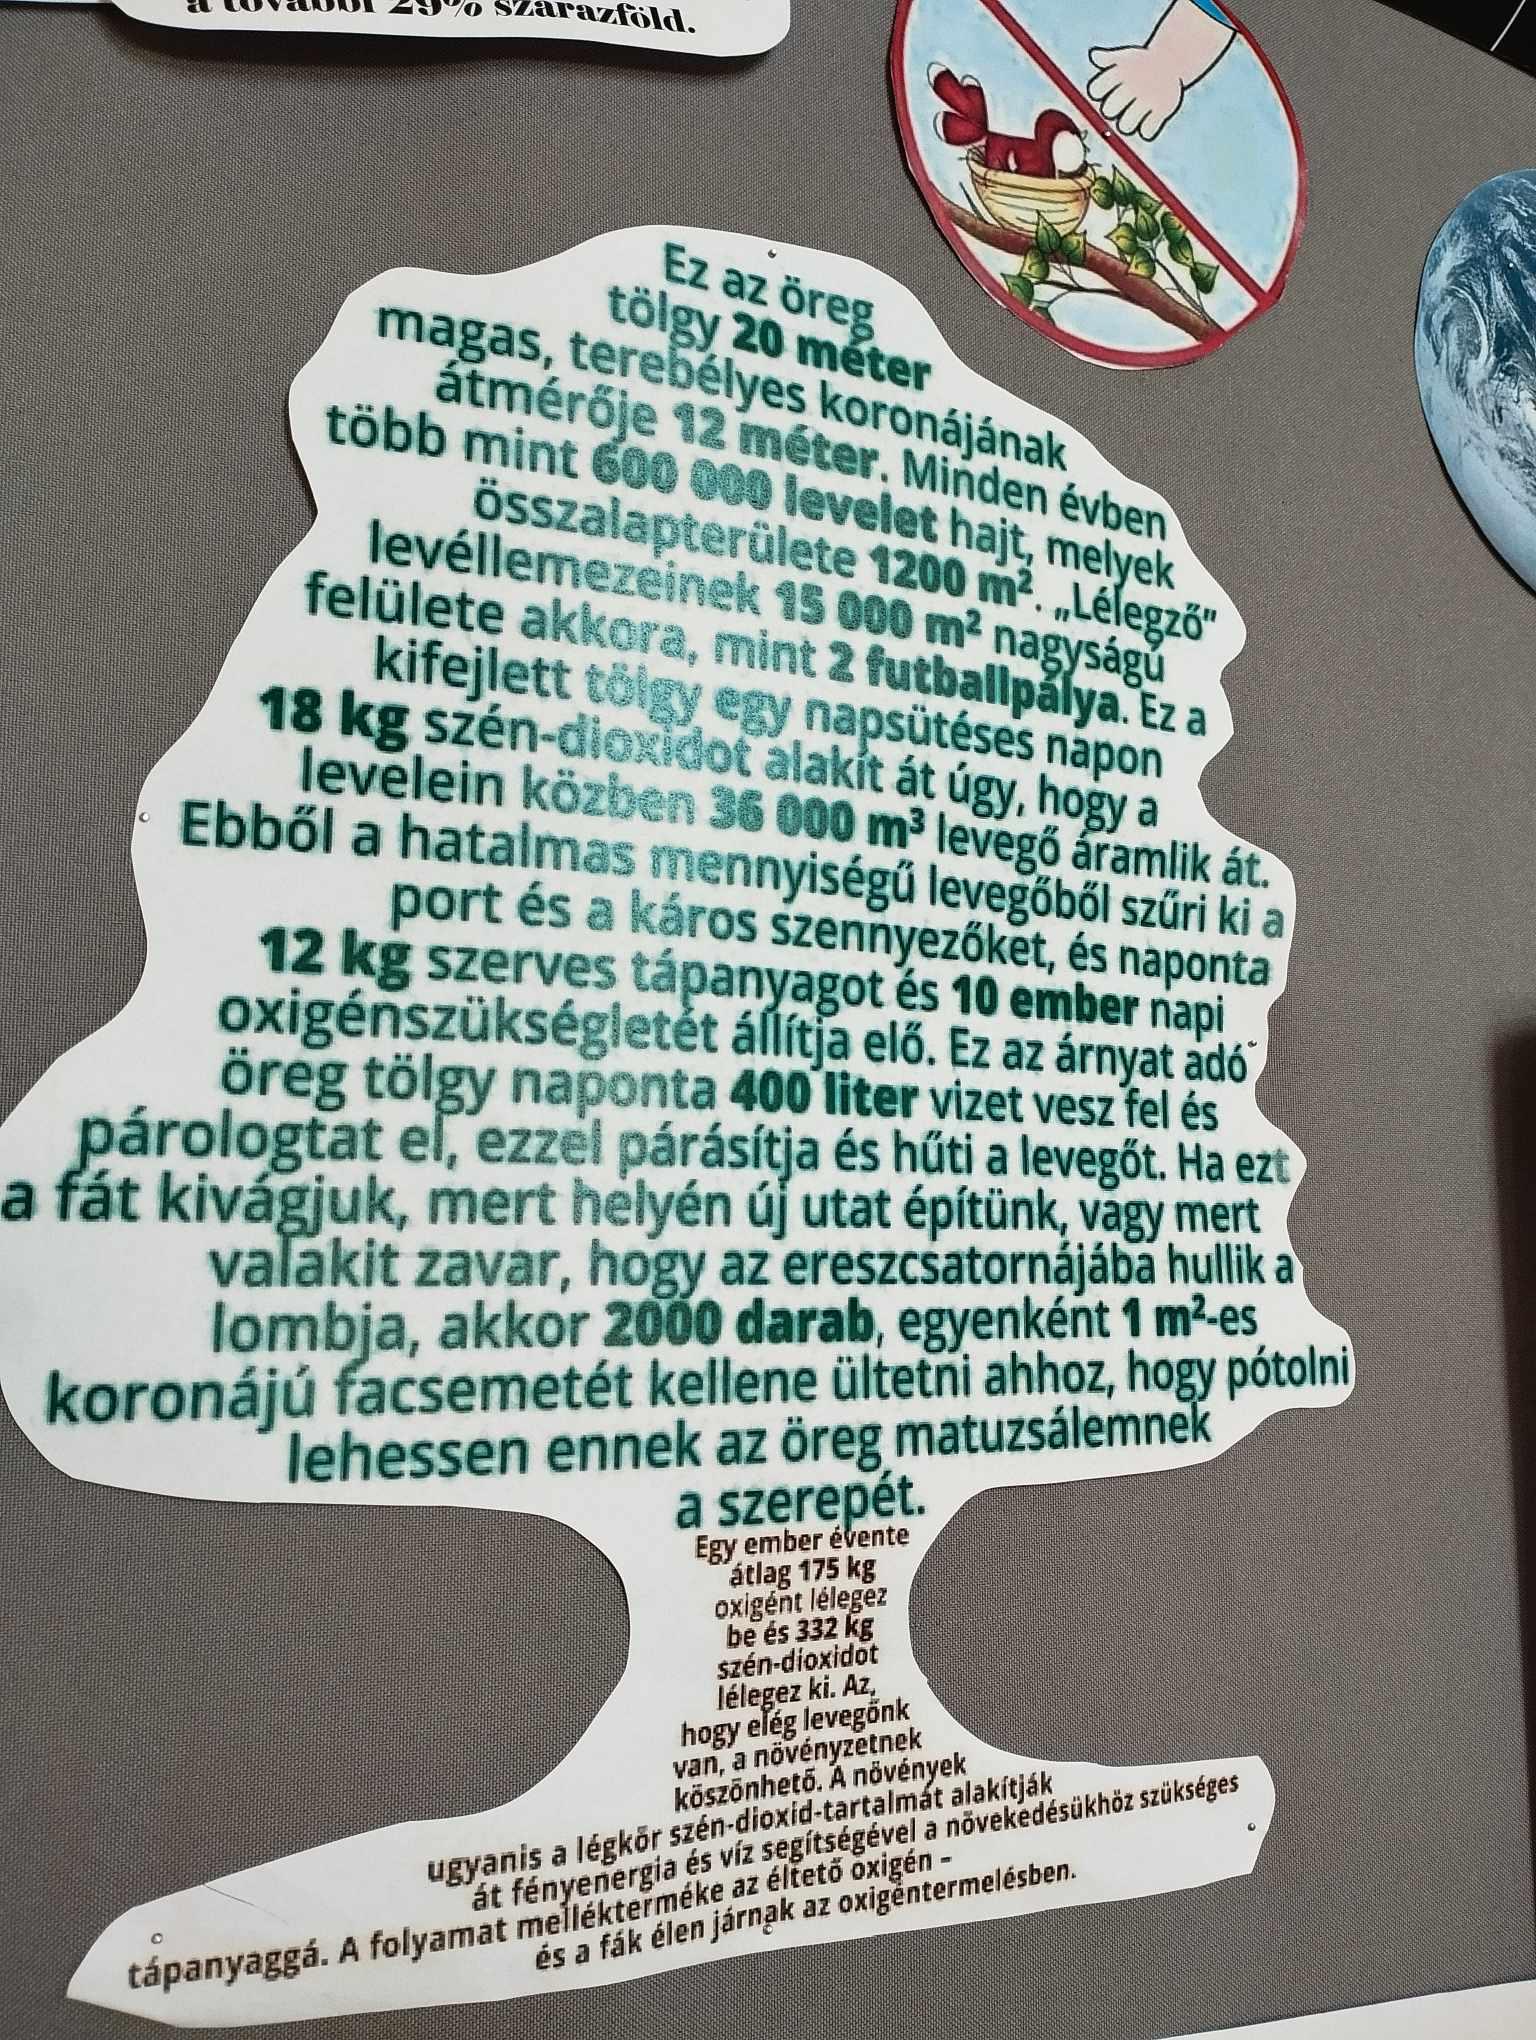 a további 29% szárazföld.
Ez az öreg
tölgy 20 méter
magas, terebélyes koronájának
átmérője 12 méter. Minden évben
több mint 600 000 levelet hajt, melyek
összalapterülete 1200 m². „Lélegző”
levéllemezeinek 15 000 m² nagyságú
felülete akkora, mint 2 futballpálya. Ez a
kifejlett tölgy egy napsütéses napon
18 kg szén-dioxidot alakít át úgy, hogy a
levelein közben 36 000 m³ levegő áramlik át.
Ebből a hatalmas mennyiségű levegőből szűri ki a
port és a káros szennyezőket, és naponta
12 kg szerves tápanyagot és 10 ember napi
oxigénszükségletét állítja elő. Ez az árnyat adó
öreg tölgy naponta 400 liter vizet vesz fel és
párologtat el, ezzel párásítja és hűti a levegőt. Ha ezt
a fát kivágjuk, mert helyén új utat építünk, vagy mert
valakit zavar, hogy az ereszcsatornájába hullik a
lombja, akkor 2000 darab, egyenként 1 m²-es
koronájú facsemetét kellene ültetni ahhoz, hogy pótolni
lehessen ennek az öreg matuzsálemnek
a szerepét.
Egy ember évente
átlag 175 kg
oxigént lélegez
be és 332 kg
szén-dioxidot
lélegez ki. Az,
hogy elég levegőnk
van, a növényzetnek
köszönhető. A növények
ugyanis a légkör szén-dioxid-tartalmát alakítják
át fényenergia és víz segítségével a növekedésükhöz szükséges
tápanyaggá. A folyamat mellékterméke az éltető oxigén –
és a fák élen járnak az oxigéntermelésben.